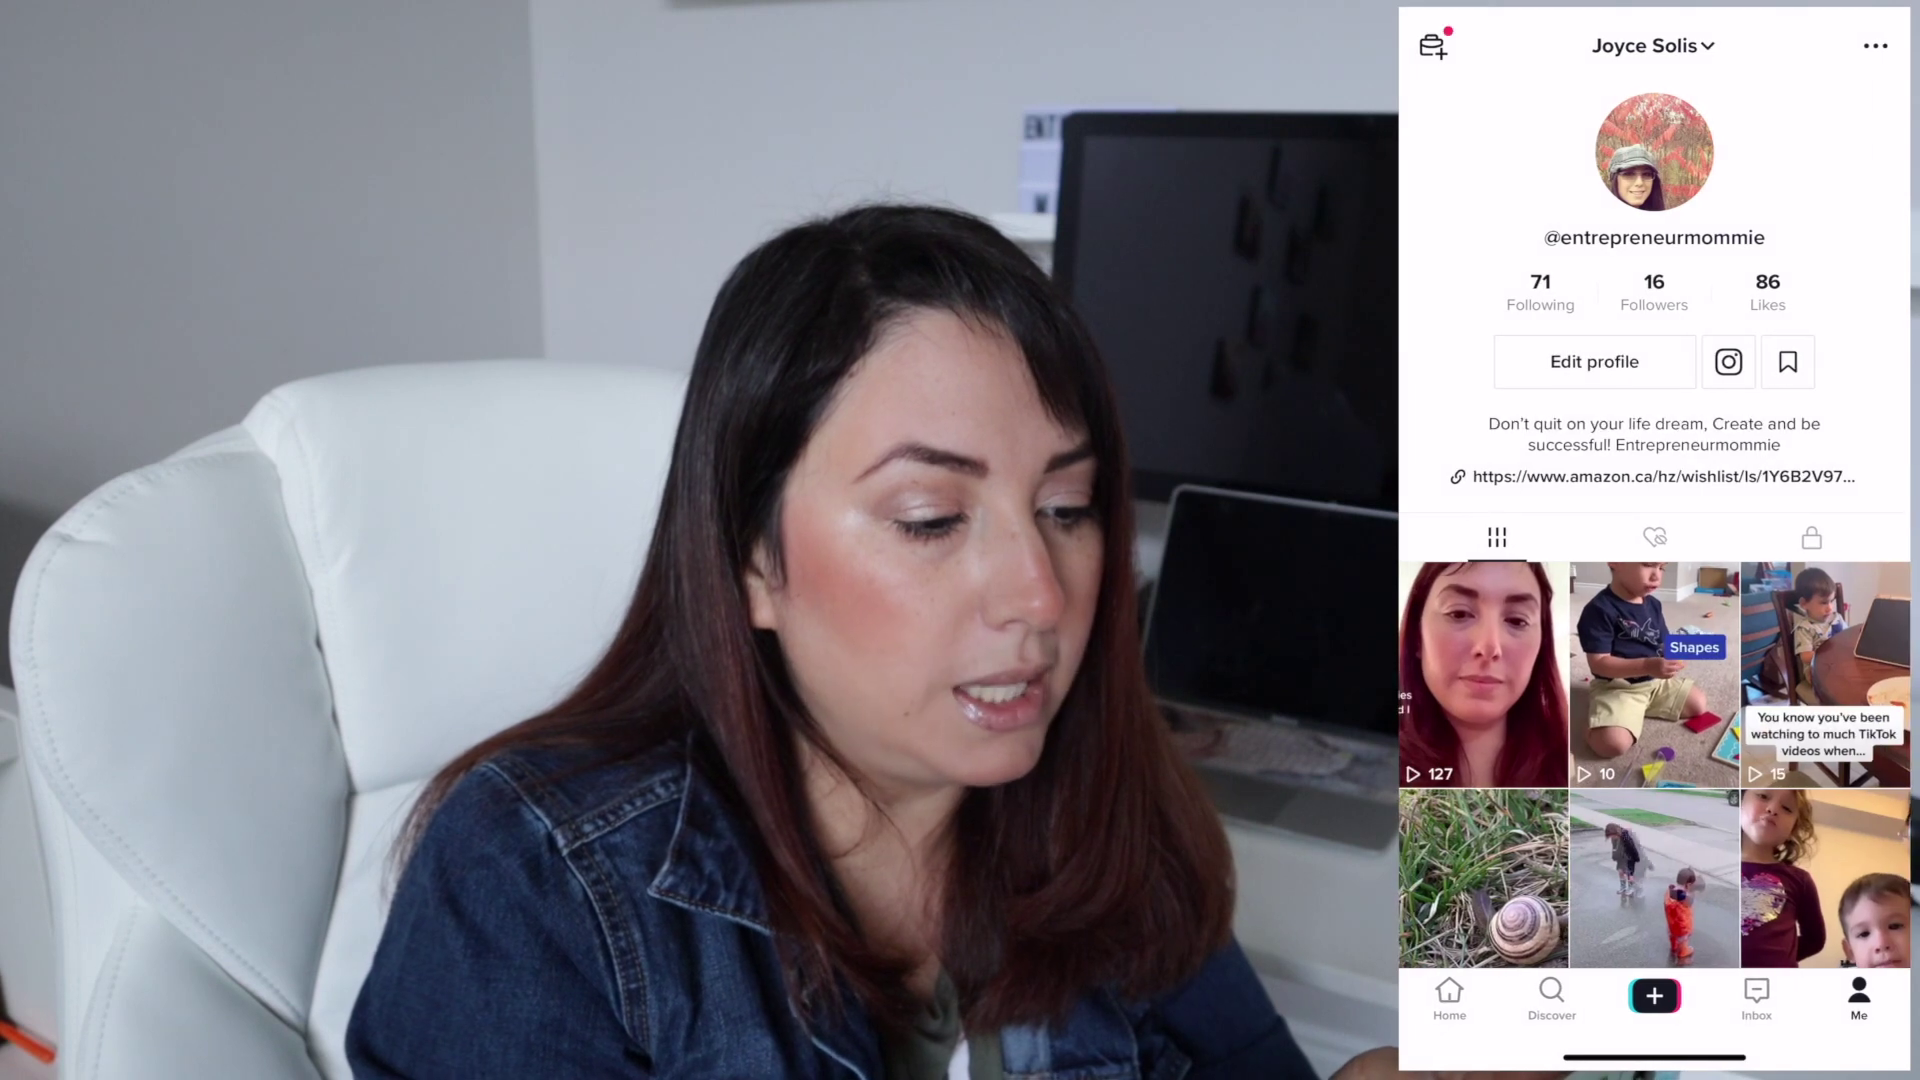 ENT
Joyce Solis
@entrepreneurmommie
71 16 86
Following Followers Likes
Edit profile
Don't quit on your life dream, Create and be
successful! Entrepreneurmommie
https://www.amazon.ca/hz/wishlist/ls/1Y6B2V97...
es
d I
127
Shapes
10
You know you've been
watching to much TikTok
videos when...
15
Home Discover Inbox Me